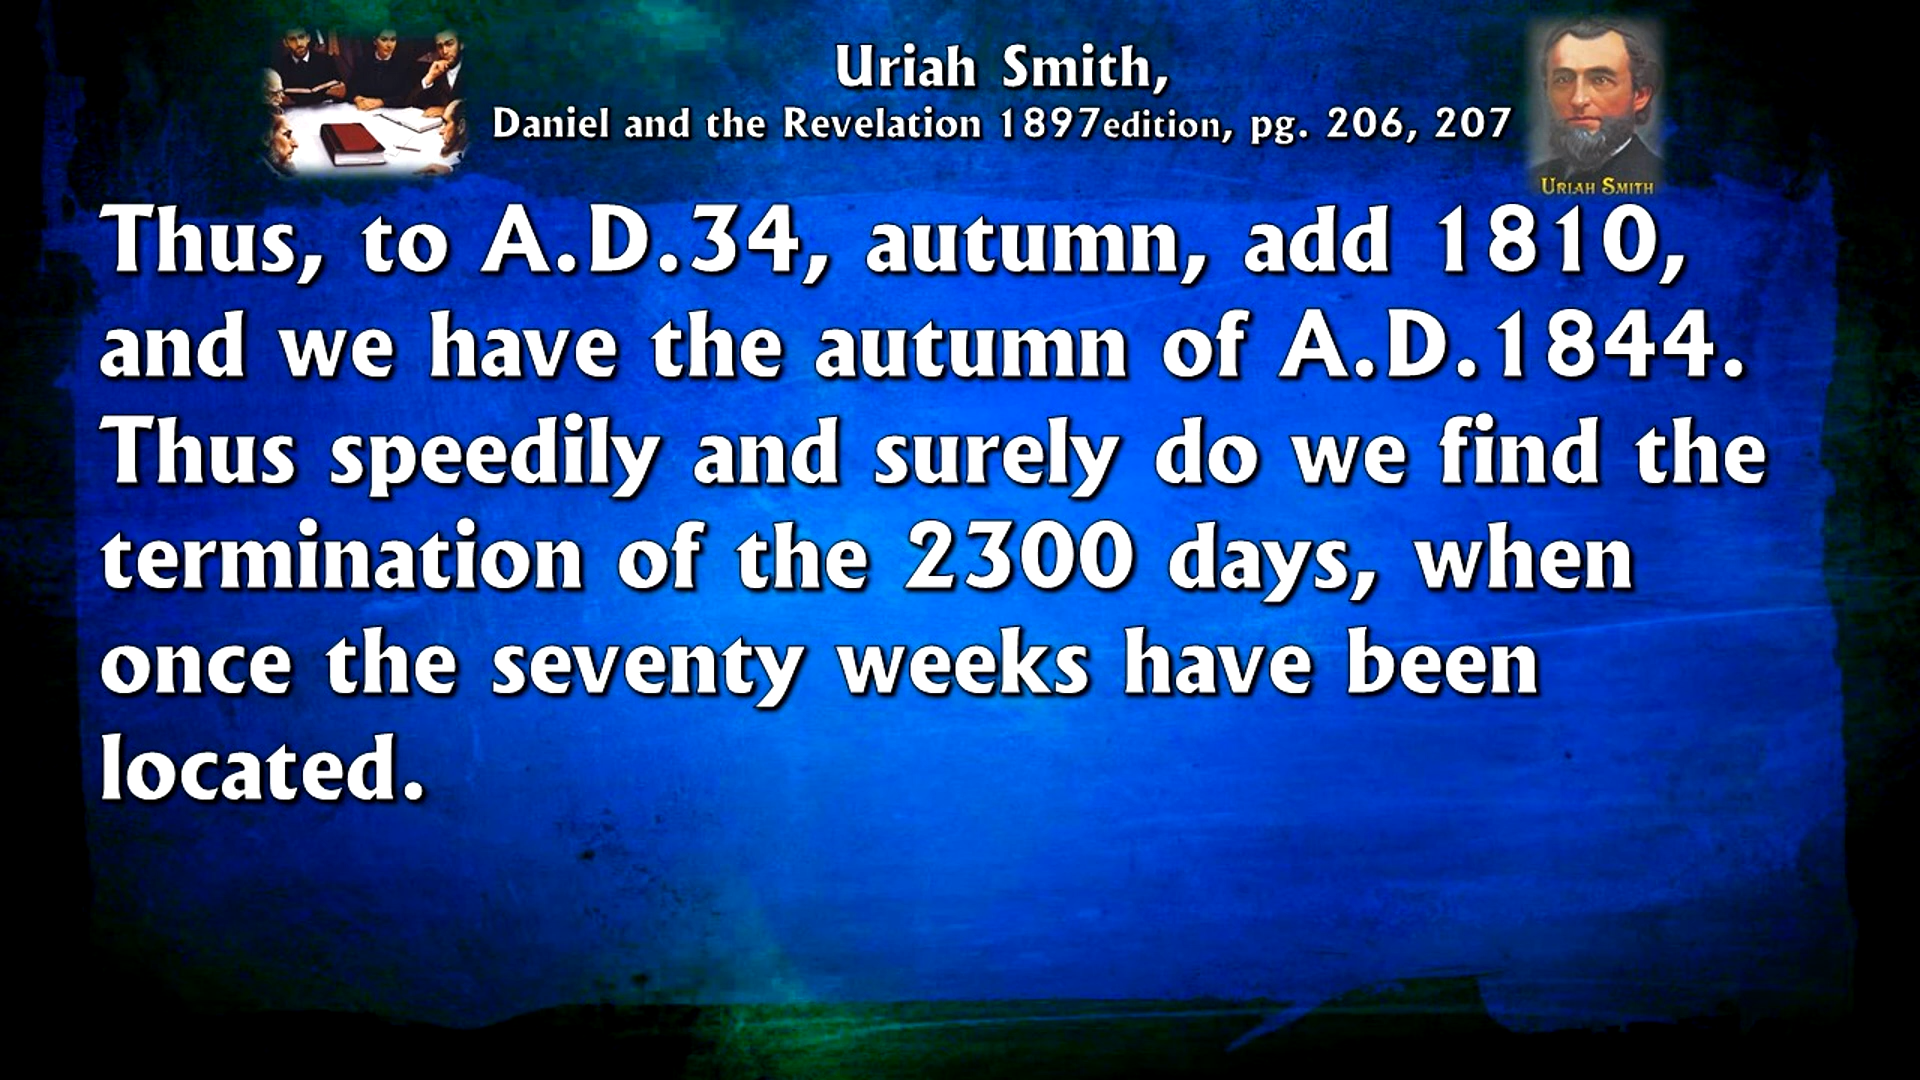 Uriah Smith,
Daniel and the Revelation 1897edition, pg. 206, 207
URIAH SMITH
Thus, to A.D.34, autumn, add 1810,
and we have the autumn of A.D.1844.
Thus speedily and surely do we find the
termination of the 2300 days, when
once the seventy weeks have been
located.